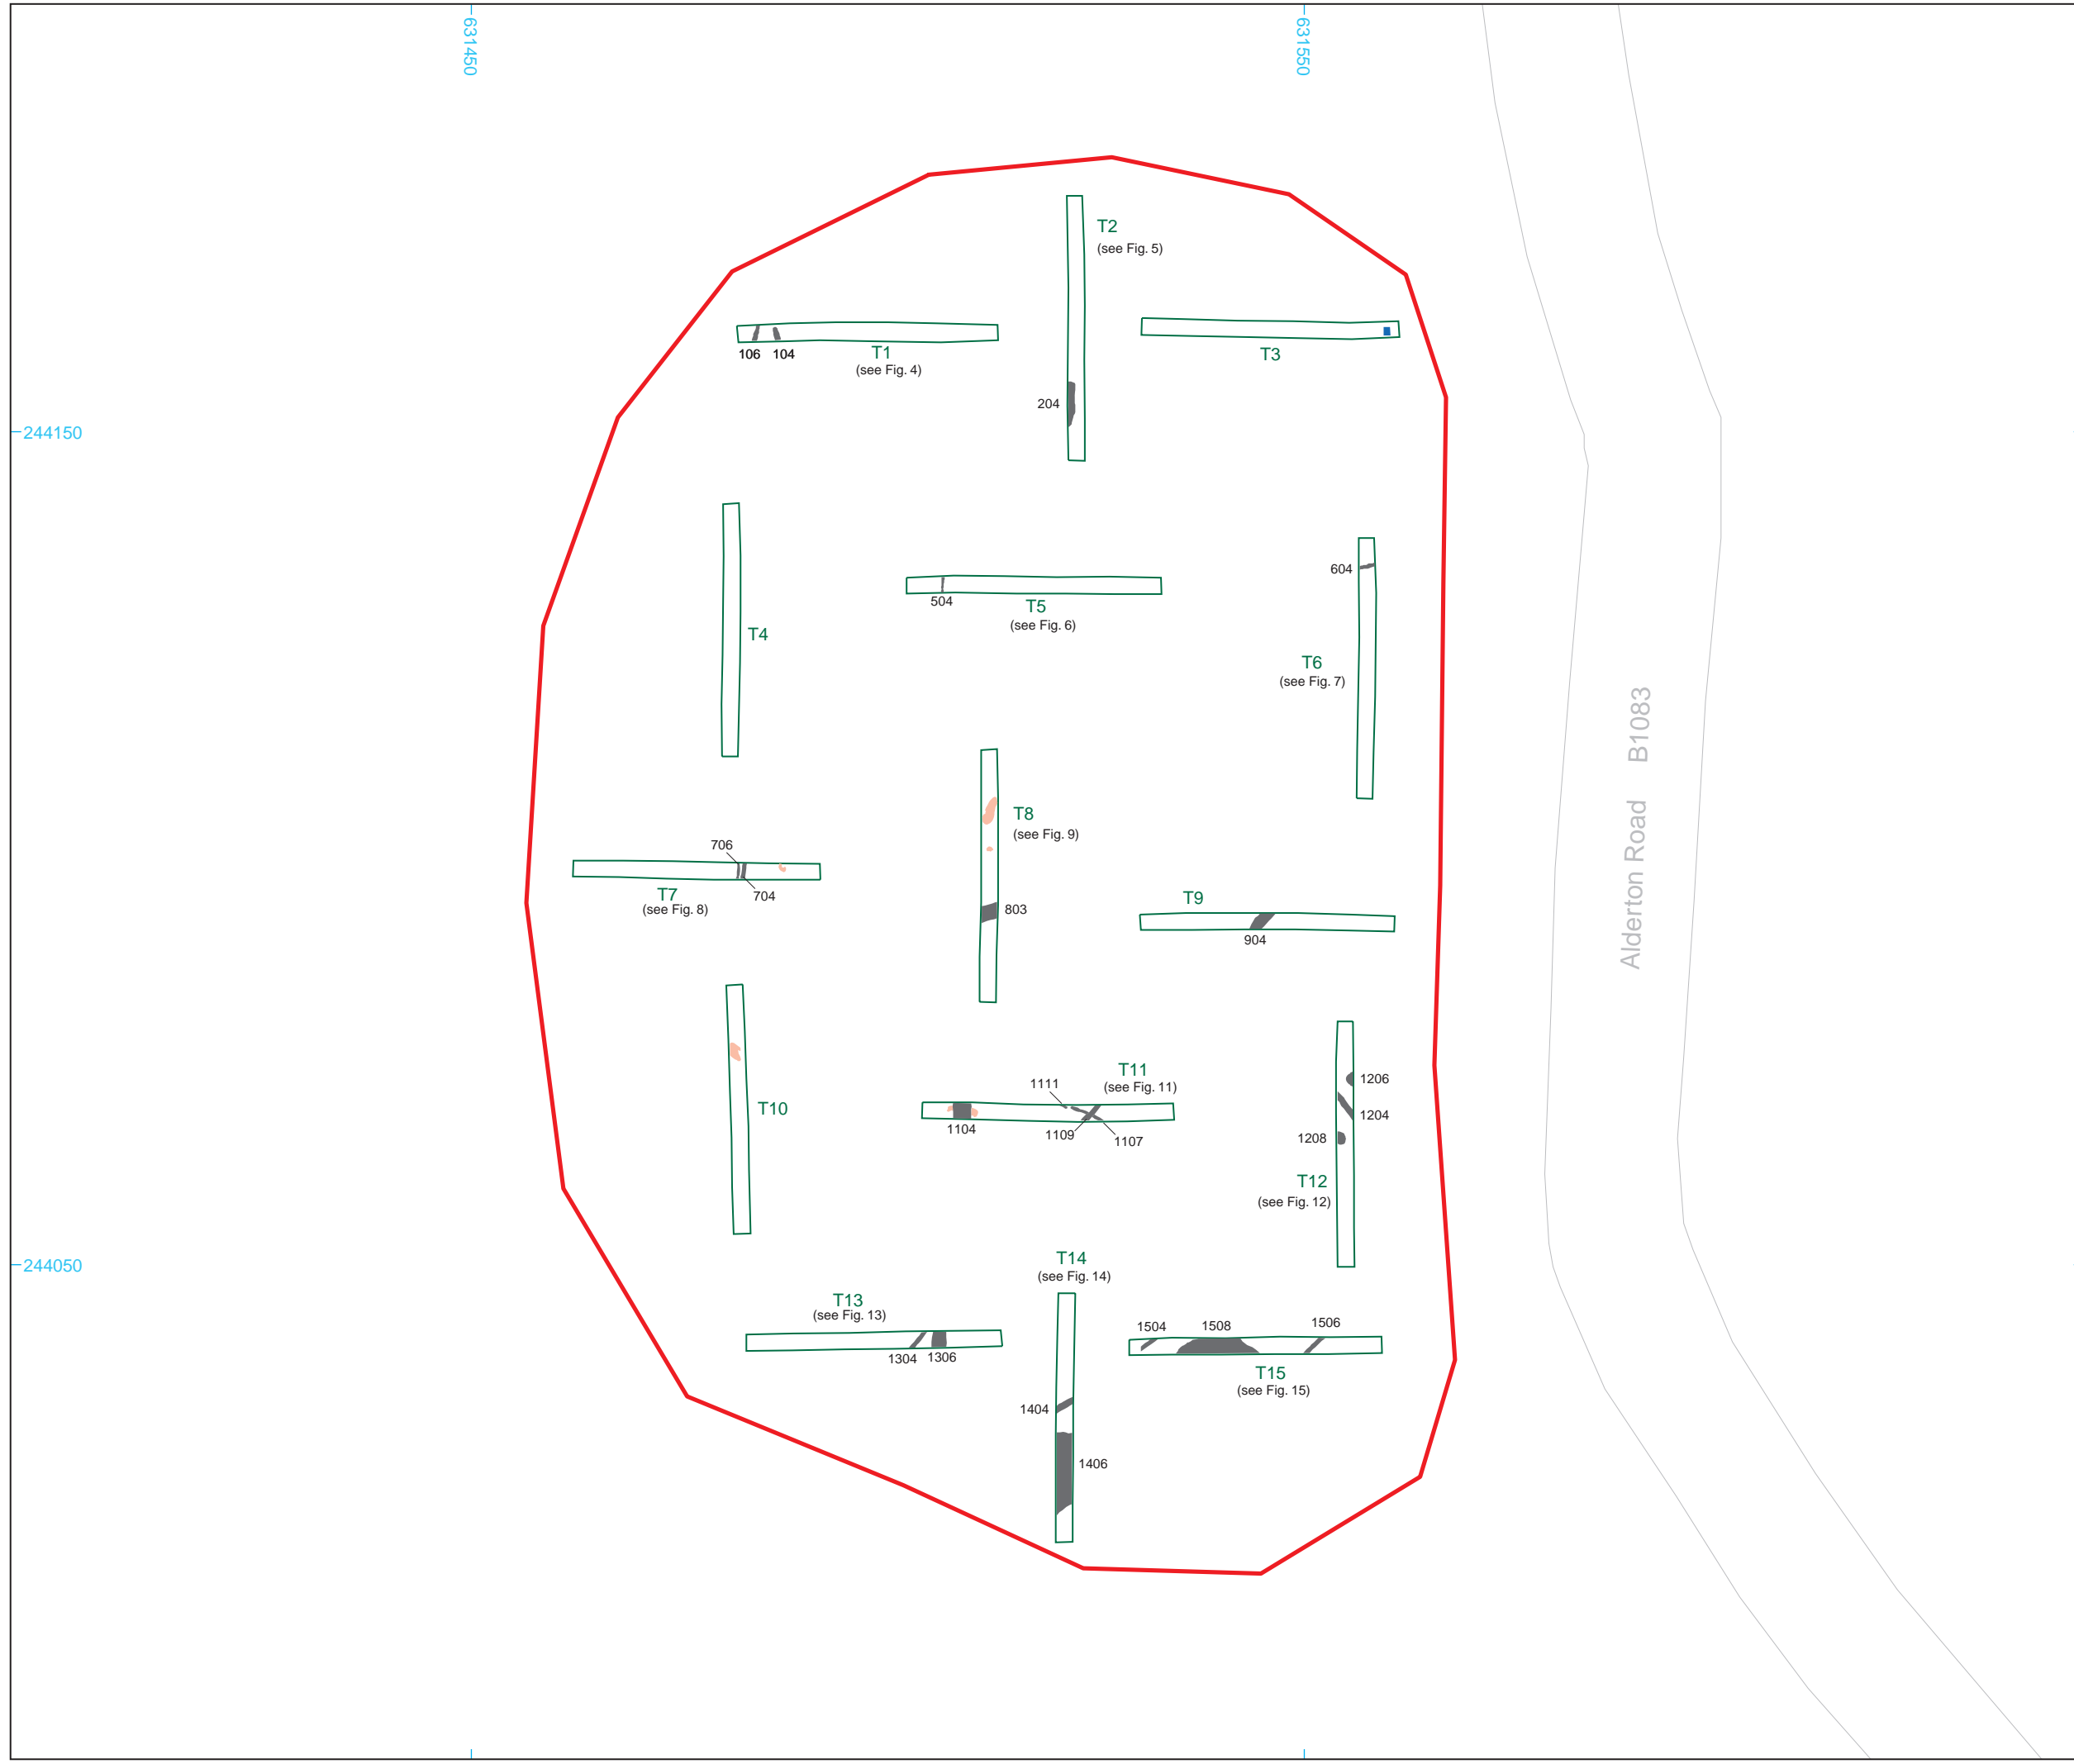 631450
631550
T2
(see Fig. 5)
106
104
T1
(see Fig. 4)
T3
204
244150
604
504
T5
(see Fig. 6)
T4
T6
(see Fig. 7)
Alderton Road B1083
T8
(see Fig. 9)
706
704
T7
(see Fig. 8)
803
T9
904
T10
1111
T11
(see Fig. 11)
1104
1109
1107
1206
1204
1208
T12
(see Fig. 12)
244050
T14
(see Fig. 14)
T13
(see Fig. 13)
1304
1306
1504
1508
1506
T15
(see Fig. 15)
1404
1406